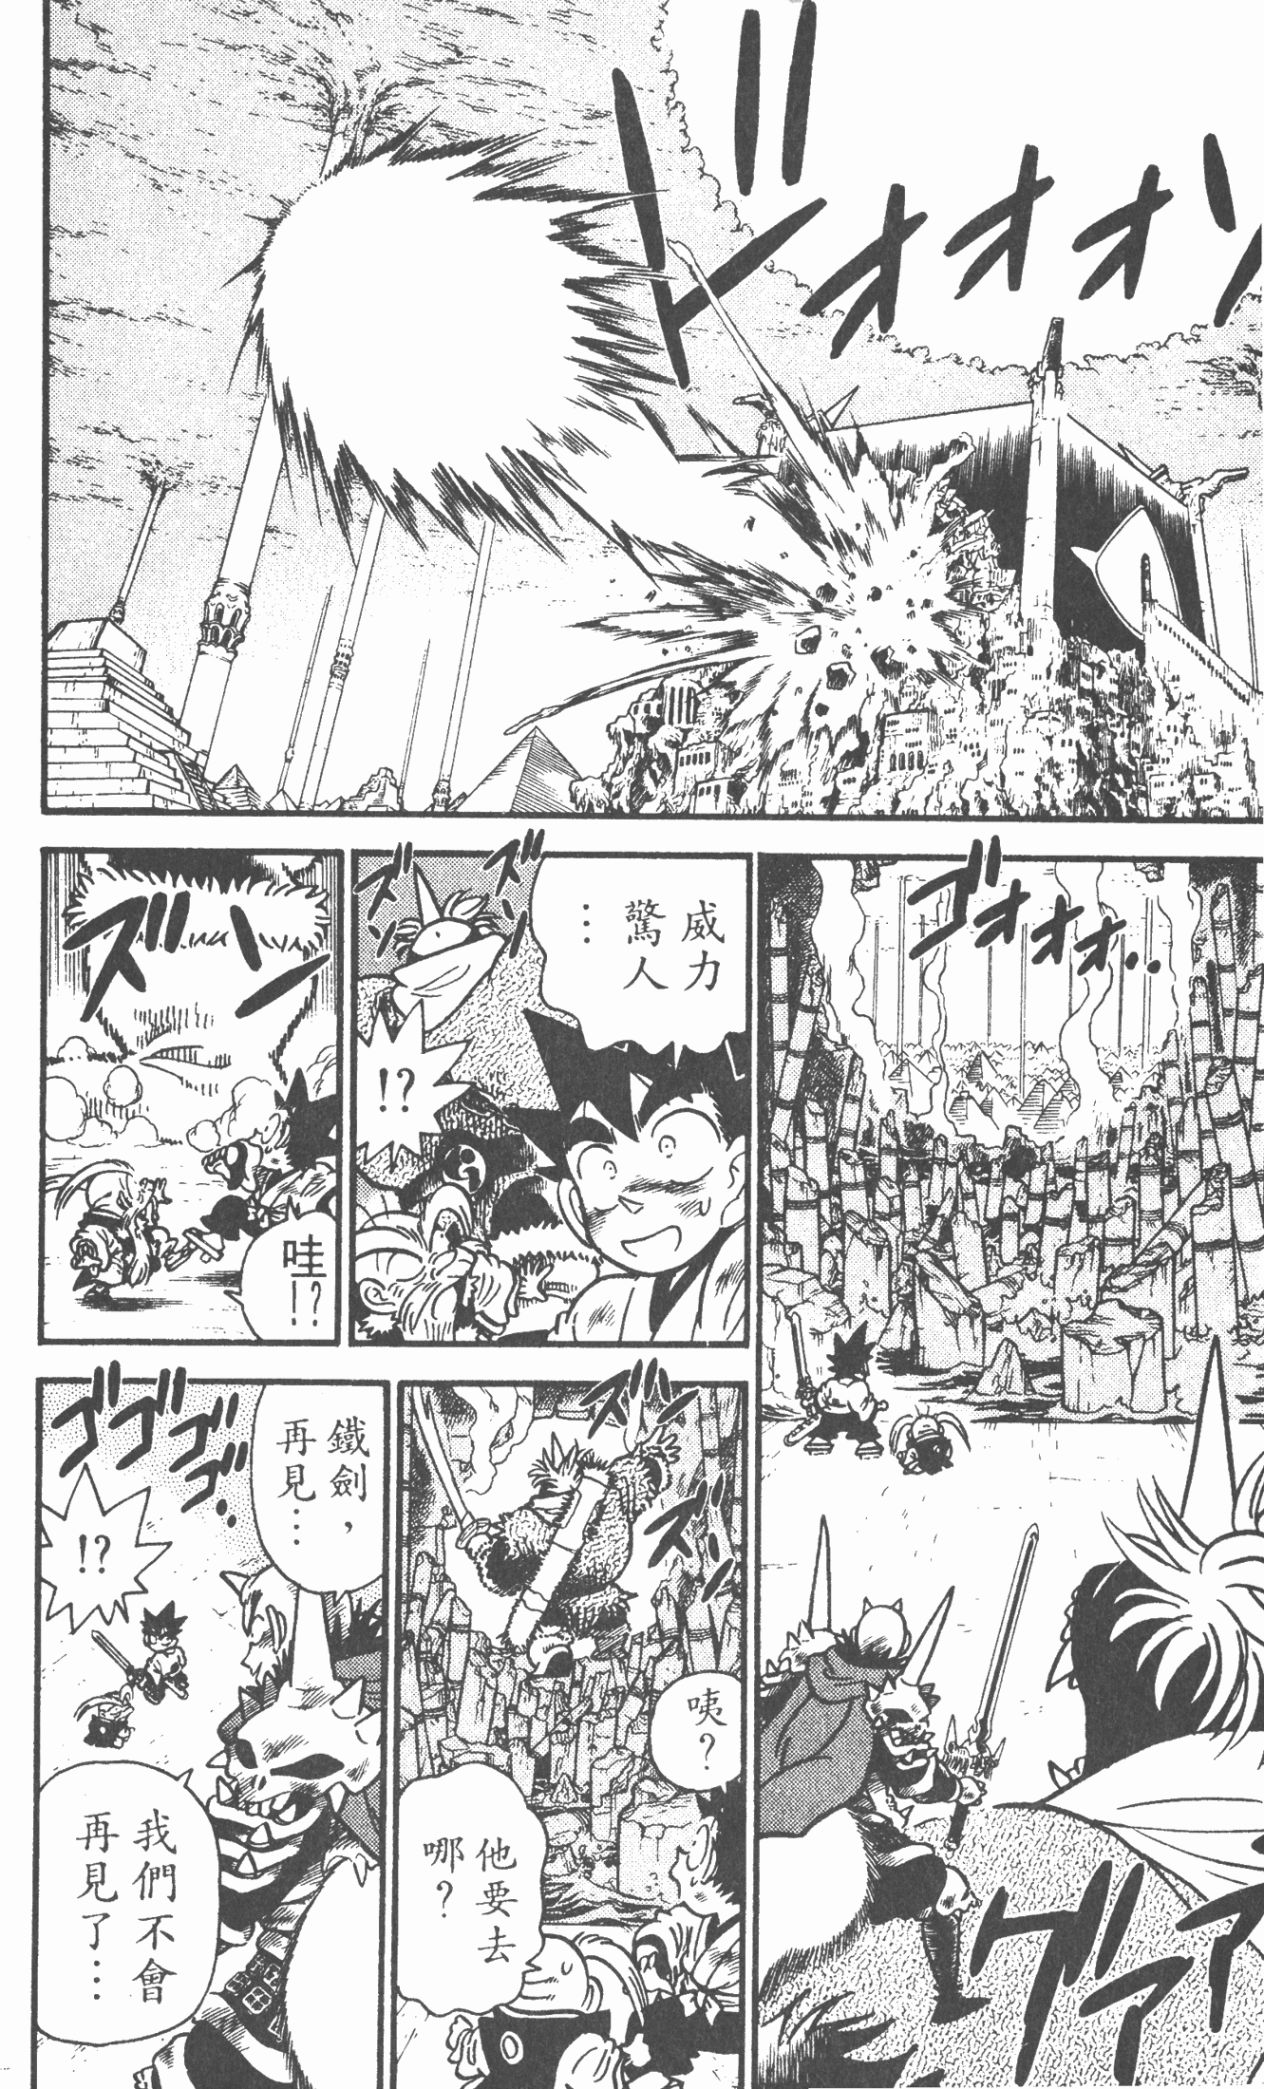 ドオオオン
ゴオオオ..
グアアア
威力
驚人
…
ズン
ズン
!?
ズン
哇!?
ズズン
咦?
他要去
哪?
鐵劍，
再見…
ゴゴゴゴ..
!?
我們不會
再見了…